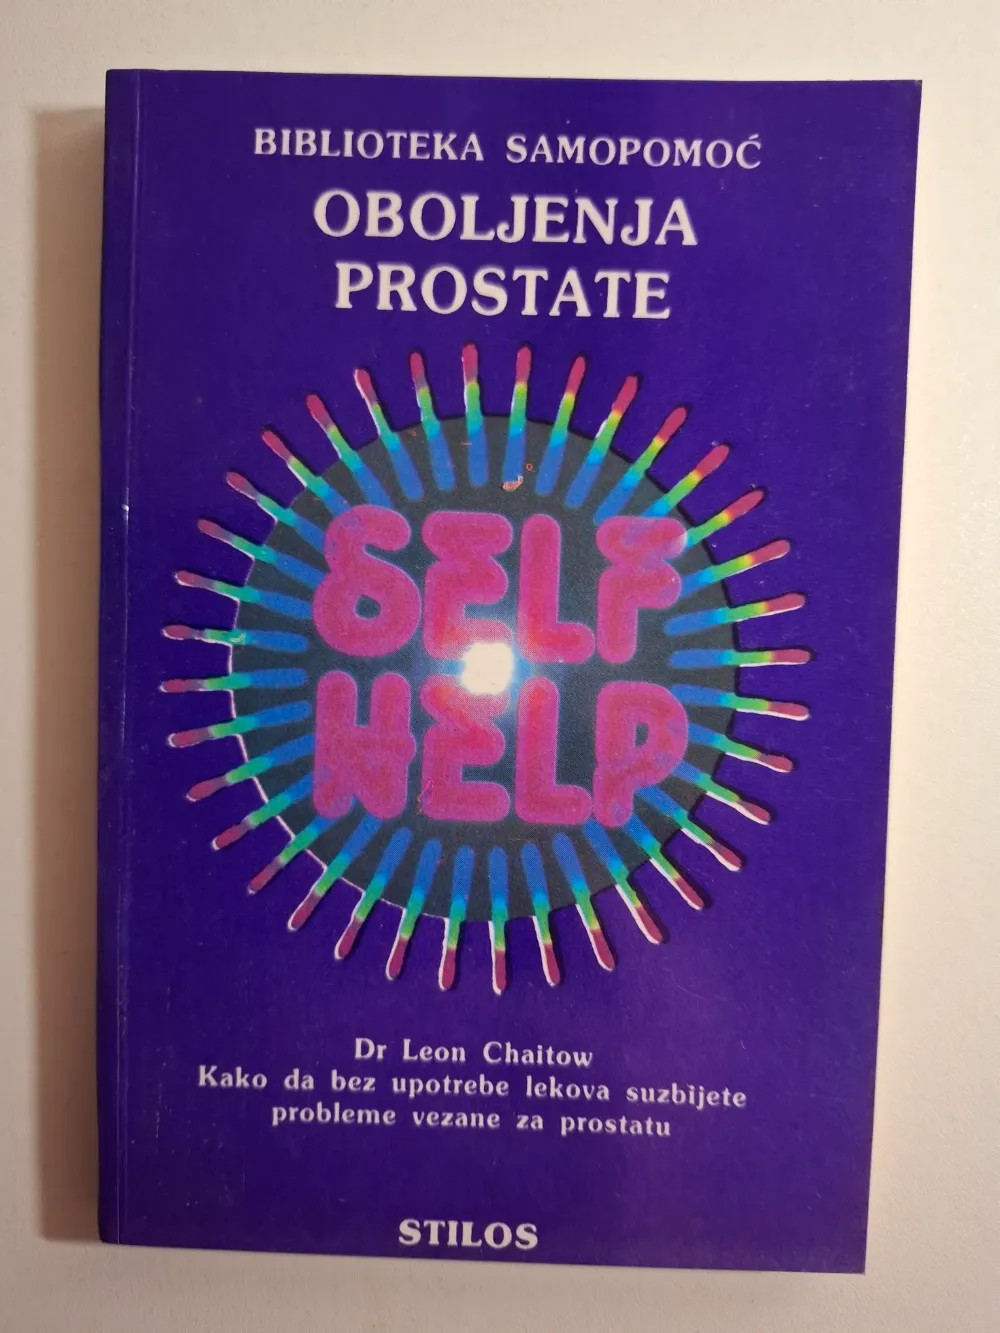 BIBLIOTEKA SAMOPOMOĆ
OBOLJENJA
PROSTATE
SELF
HELP
Dr Leon Chaitow
Kako da bez upotrebe lekova suzbijete
probleme vezane za prostatu
STILOS